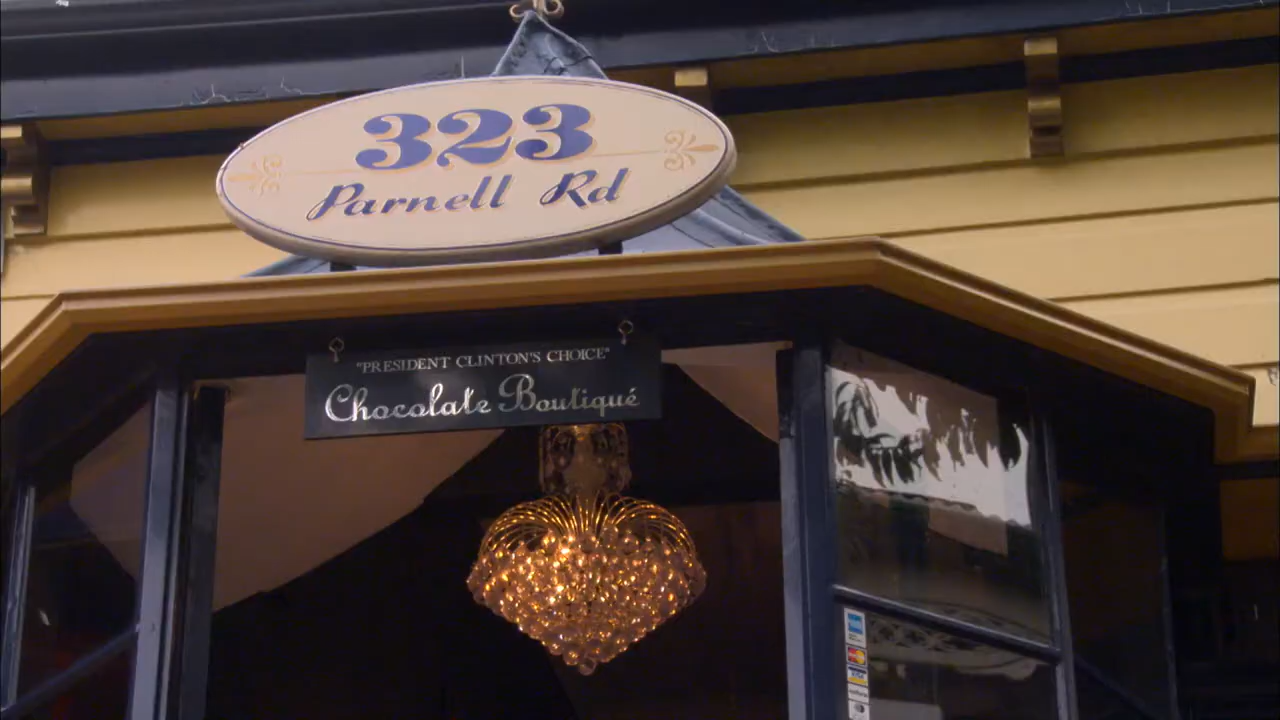 323
Parnell Rd
"PRESIDENT CLINTON'S CHOICE"
Chocolate Boutiqué